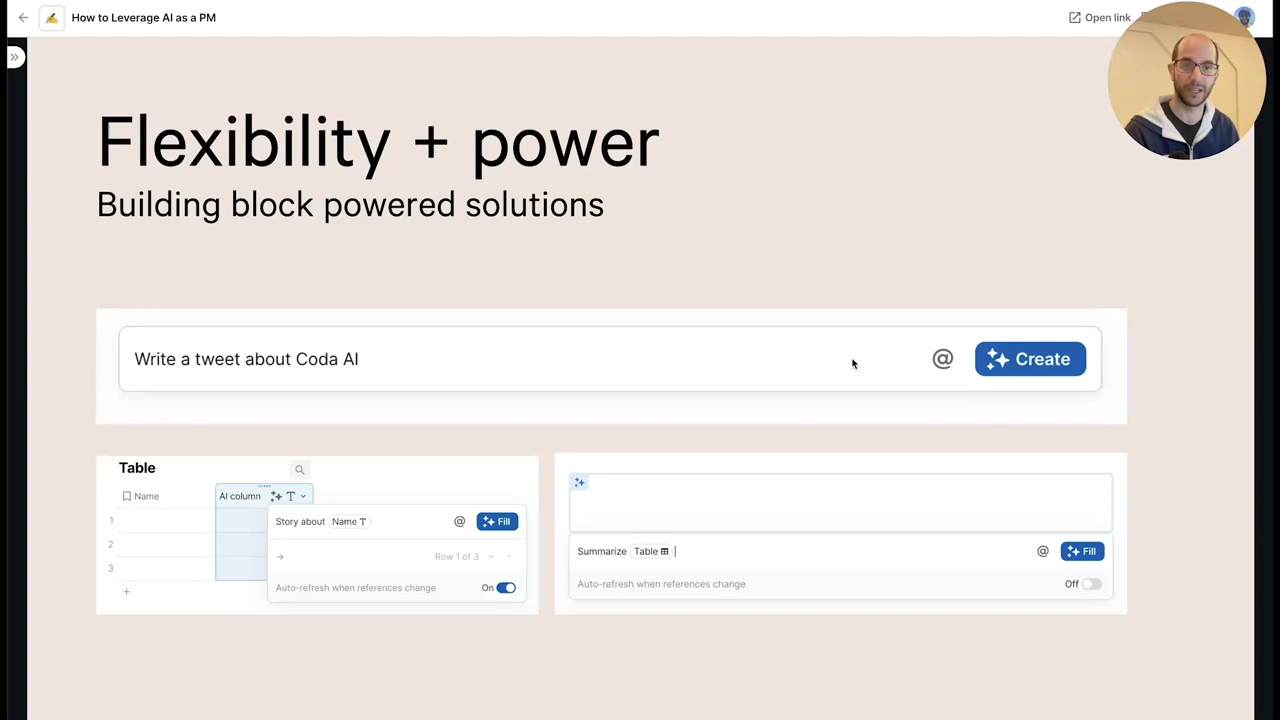 How to Leverage AI as a PM
Open link
Flexibility + power
Building block powered solutions
Write a tweet about Coda AI
@ Create
Table
Name
AI column T
Story about Name T @ Fill
1
2
3
→ Row 1 of 3
Auto-refresh when references change On
+
Summarize Table @ Fill
Auto-refresh when references change Off